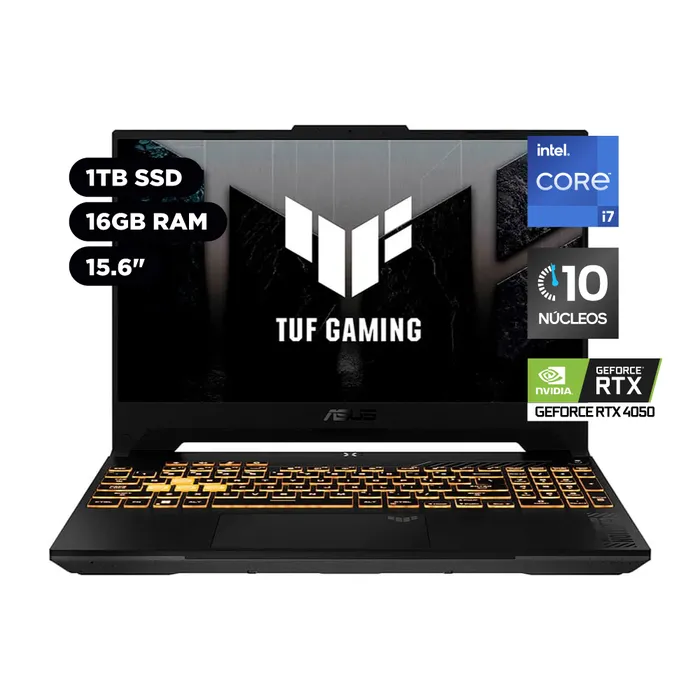 1TB SSD
16GB RAM
15.6"
TUF GAMING
ASUS
intel.
CORE
i7
10
NÚCLEOS
NVIDIA.
GEFORCE
RTX
GEFORCE RTX 4050